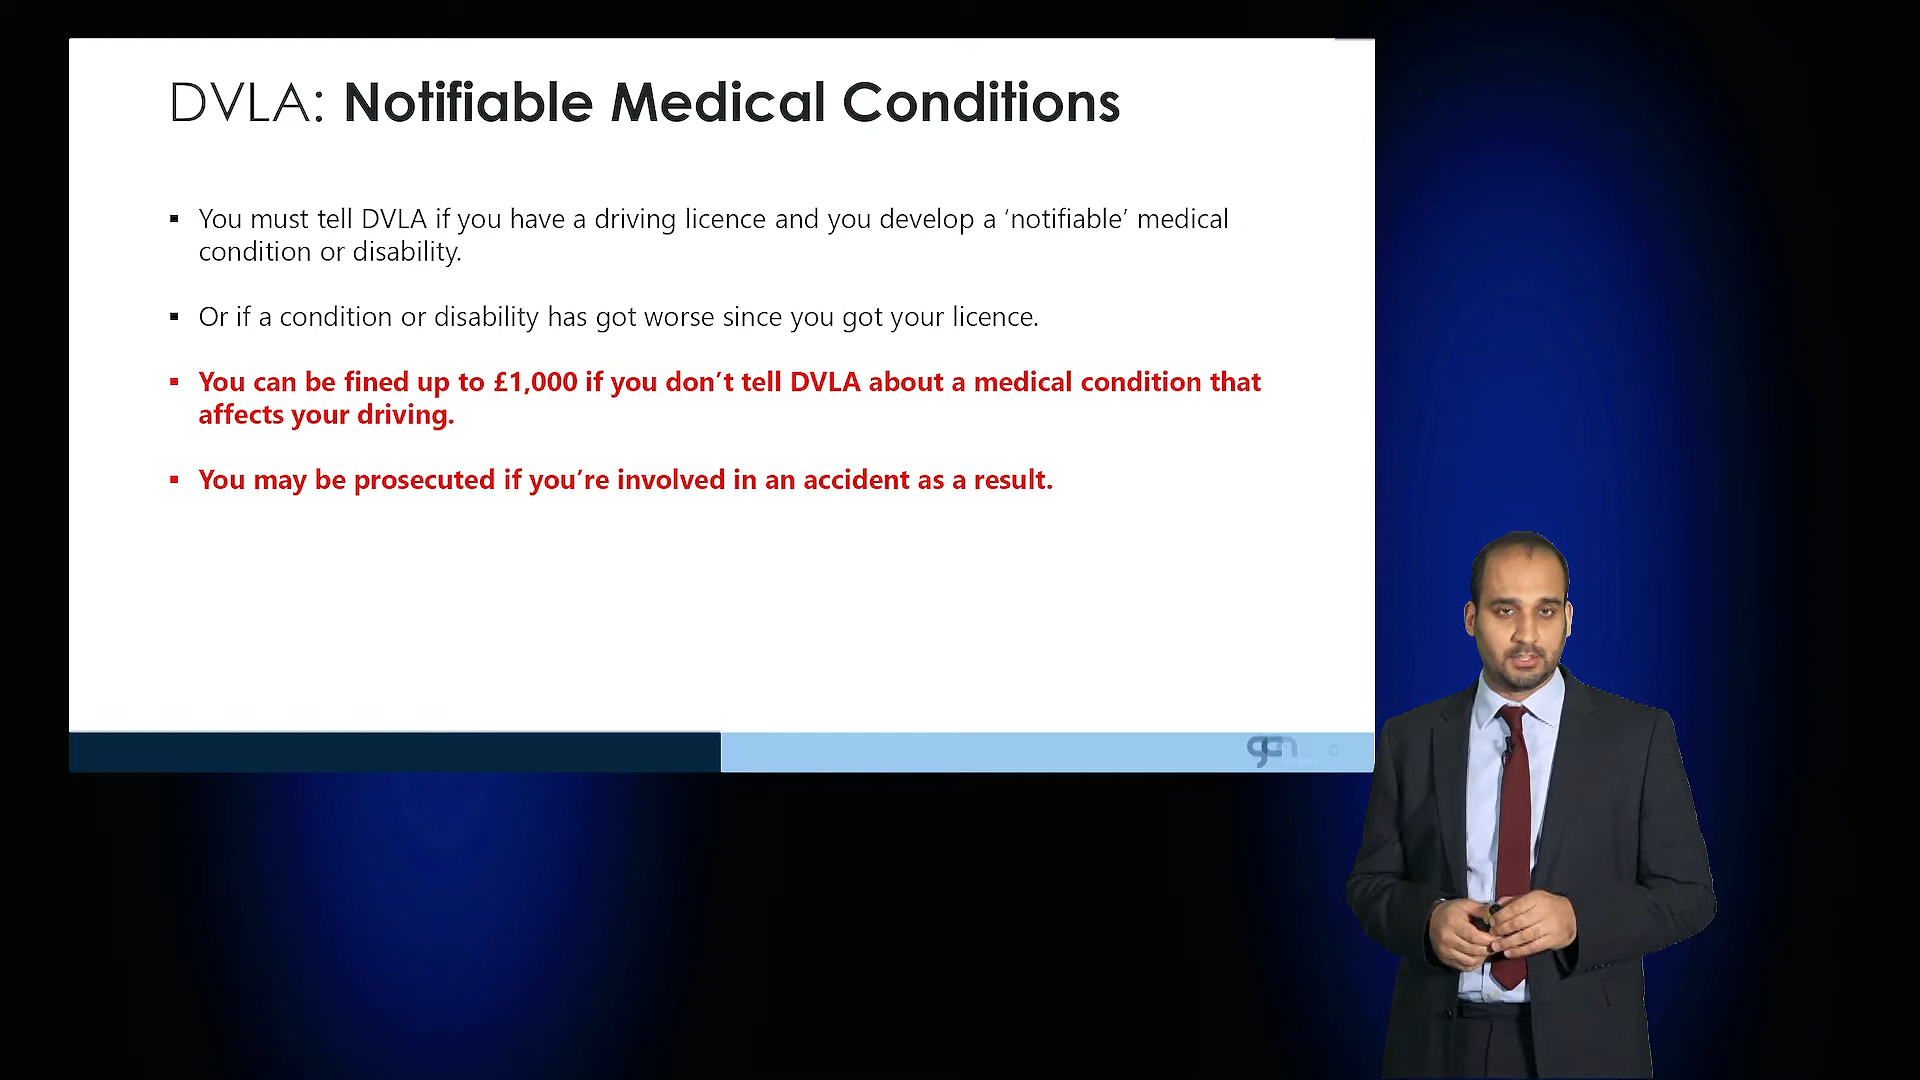 DVLA: Notifiable Medical Conditions
▪ You must tell DVLA if you have a driving licence and you develop a ‘notifiable’ medical
condition or disability.
▪ Or if a condition or disability has got worse since you got your licence.
▪ You can be fined up to £1,000 if you don’t tell DVLA about a medical condition that
affects your driving.
▪ You may be prosecuted if you’re involved in an accident as a result.
gcn